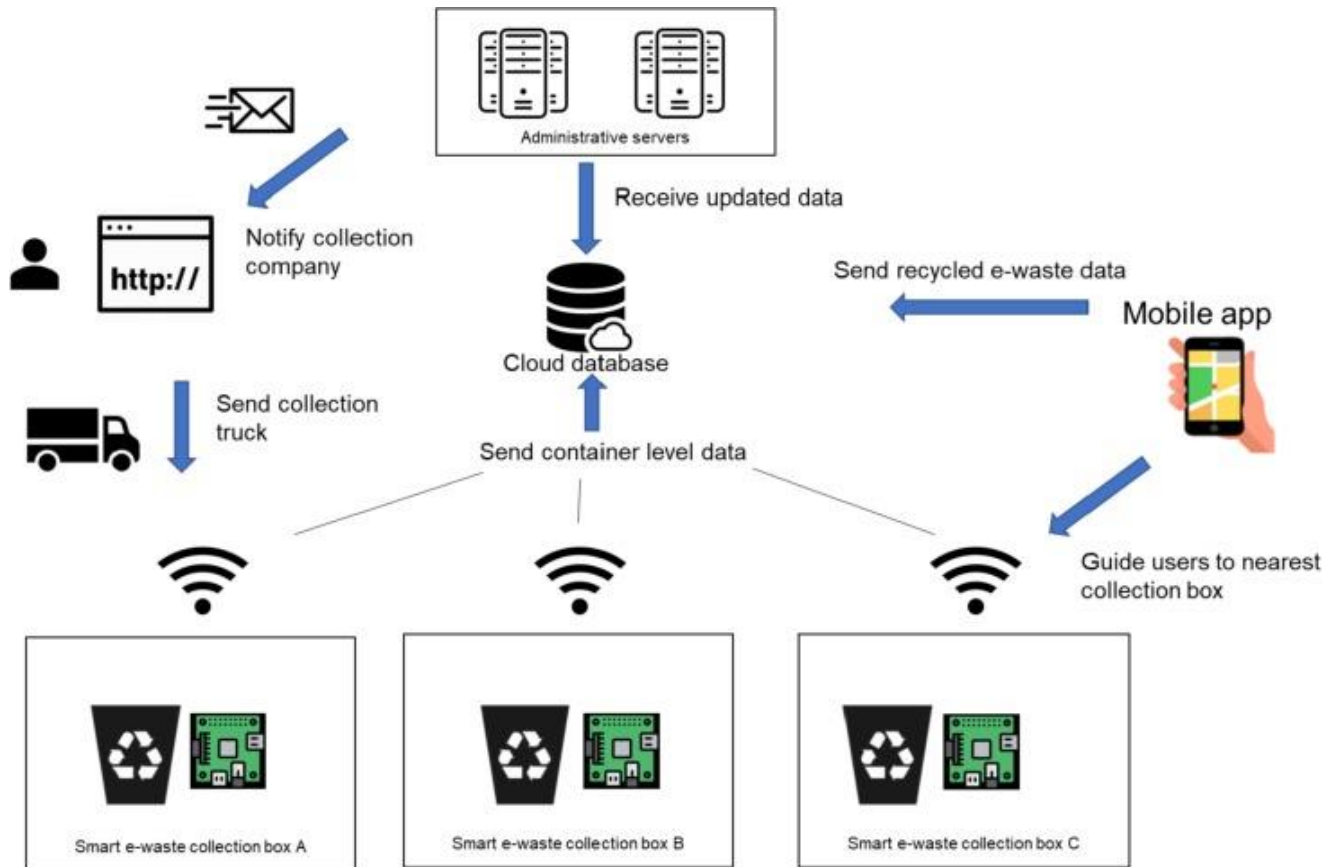 Administrative servers
Receive updated data
Notify collection
company
http://
Send recycled e-waste data
Mobile app
Cloud database
Send collection
truck
Send container level data
Guide users to nearest
collection box
Smart e-waste collection box A
Smart e-waste collection box B
Smart e-waste collection box C